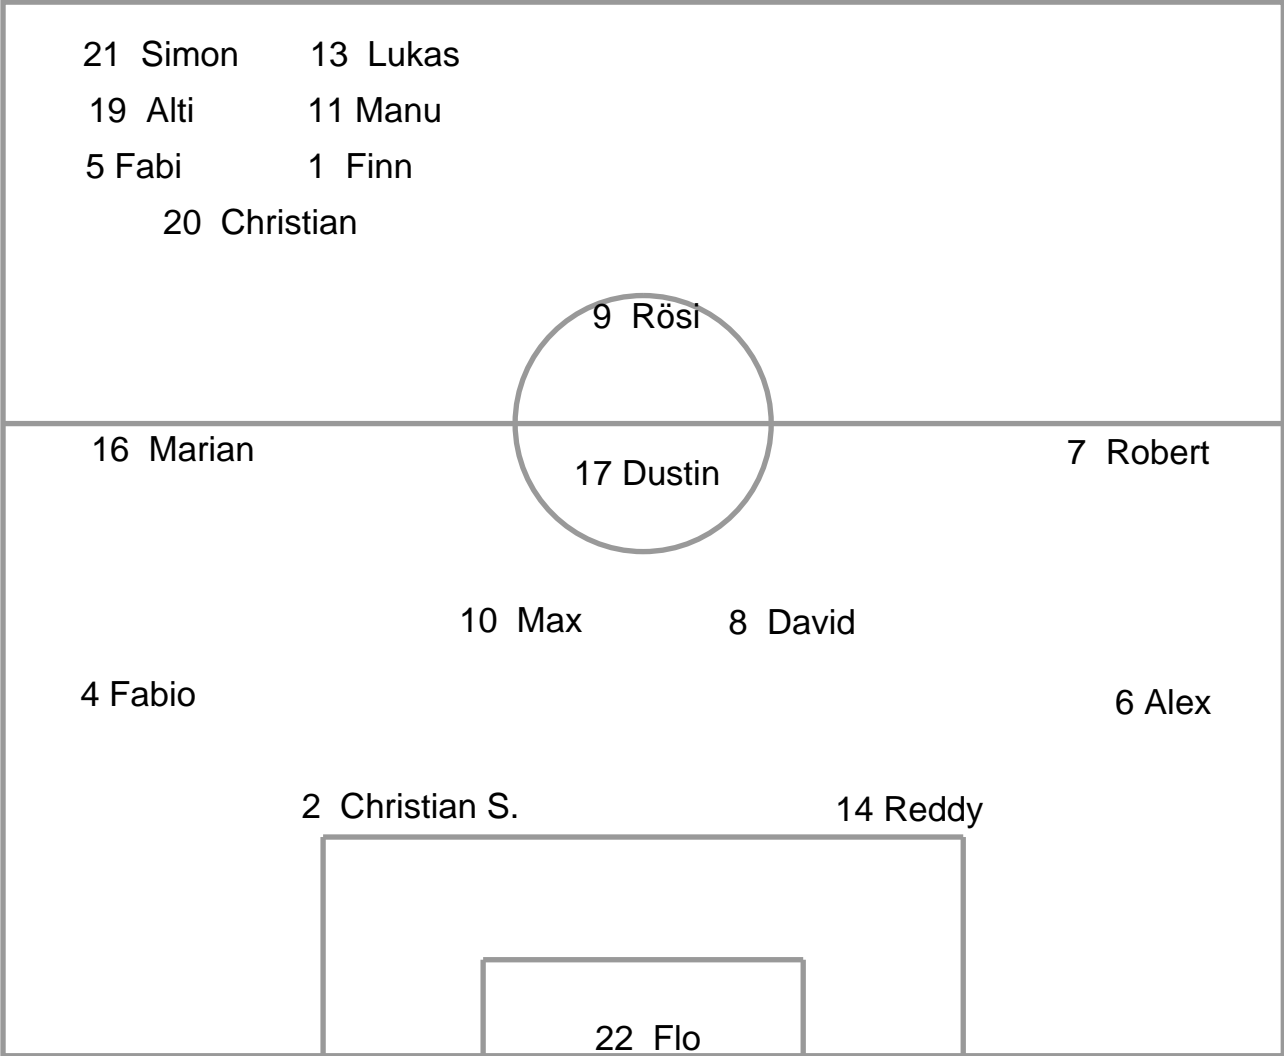 21 Simon 13 Lukas
19 Alti 11 Manu
5 Fabi 1 Finn
20 Christian
9 Rösi
16 Marian 17 Dustin 7 Robert
10 Max 8 David
4 Fabio 6 Alex
2 Christian S. 14 Reddy
22 Flo